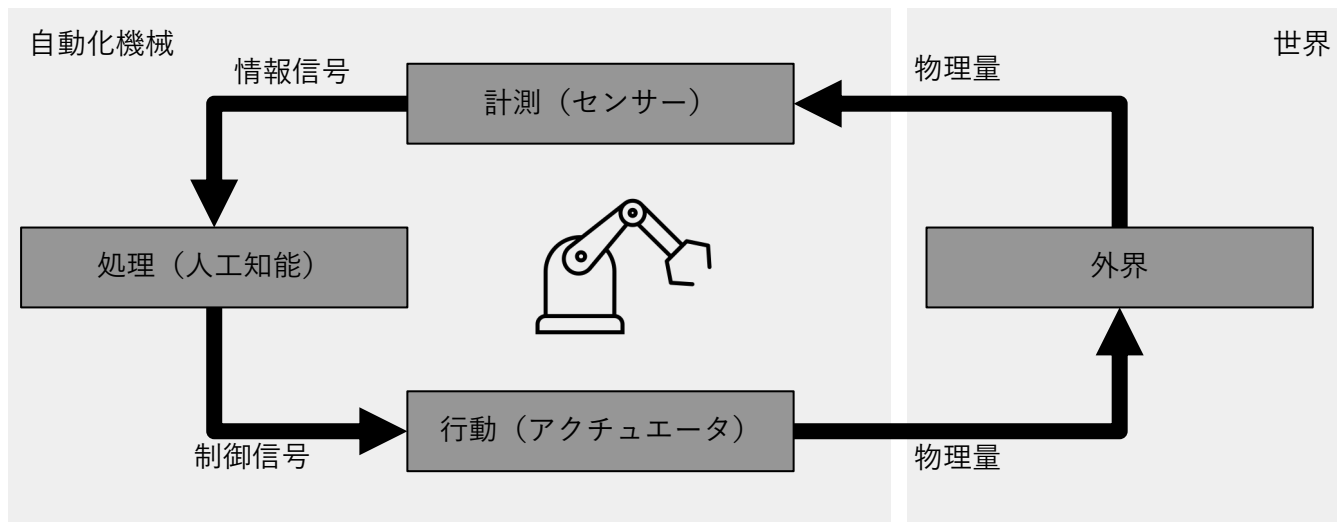 自動化機械
世界
情報信号
物理量
計測（センサー）
処理（人工知能）
外界
行動（アクチュエータ）
制御信号
物理量